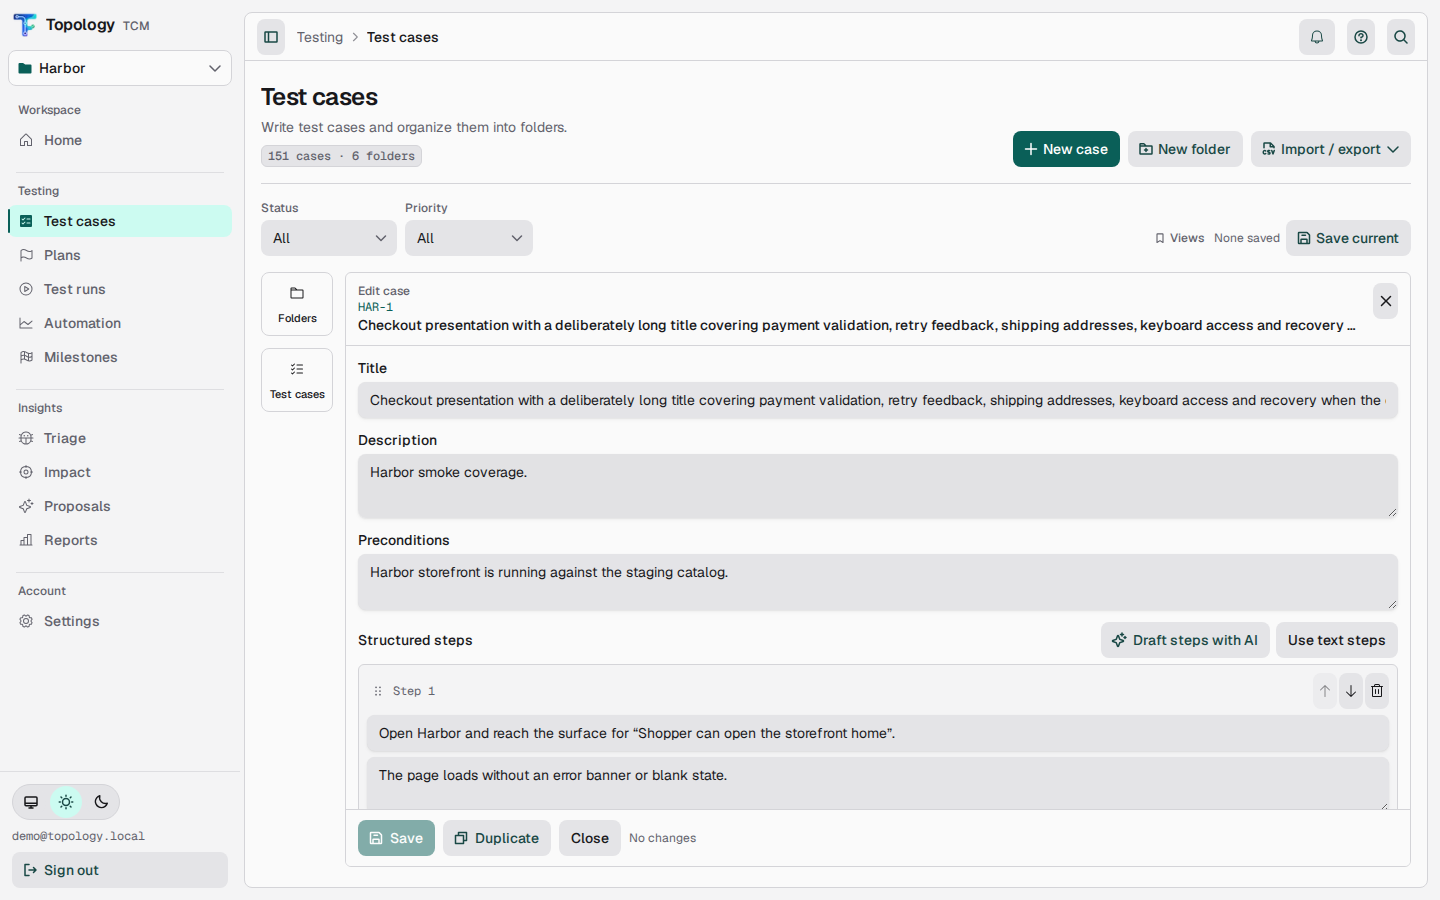 Topology TCM
Harbor
Workspace
Home
Testing
Test cases
Plans
Test runs
Automation
Milestones
Insights
Triage
Impact
Proposals
Reports
Account
Settings
demo@topology.local
Sign out
Testing > Test cases
Test cases
Write test cases and organize them into folders.
151 cases · 6 folders
New case
New folder
CSV Import / export
Status
All
Priority
All
Views None saved
Save current
Folders
Test cases
Edit case
HAR-1
Checkout presentation with a deliberately long title covering payment validation, retry feedback, shipping addresses, keyboard access and recovery ...
Title
Checkout presentation with a deliberately long title covering payment validation, retry feedback, shipping addresses, keyboard access and recovery when the
Description
Harbor smoke coverage.
Preconditions
Harbor storefront is running against the staging catalog.
Structured steps
Draft steps with AI
Use text steps
Step 1
Open Harbor and reach the surface for “Shopper can open the storefront home”.
The page loads without an error banner or blank state.
Save
Duplicate
Close
No changes